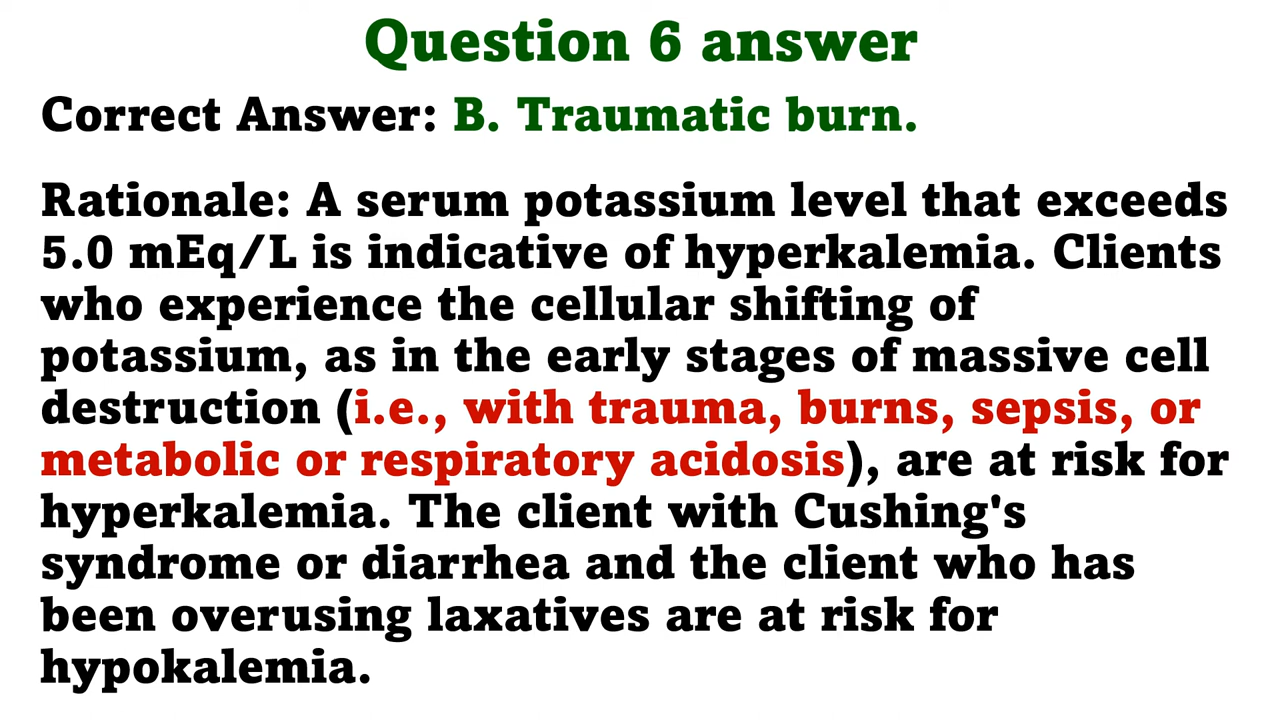 Question 6 answer
Correct Answer: B. Traumatic burn.
Rationale: A serum potassium level that exceeds
5.0 mEq/L is indicative of hyperkalemia. Clients
who experience the cellular shifting of
potassium, as in the early stages of massive cell
destruction (i.e., with trauma, burns, sepsis, or
metabolic or respiratory acidosis), are at risk for
hyperkalemia. The client with Cushing's
syndrome or diarrhea and the client who has
been overusing laxatives are at risk for
hypokalemia.